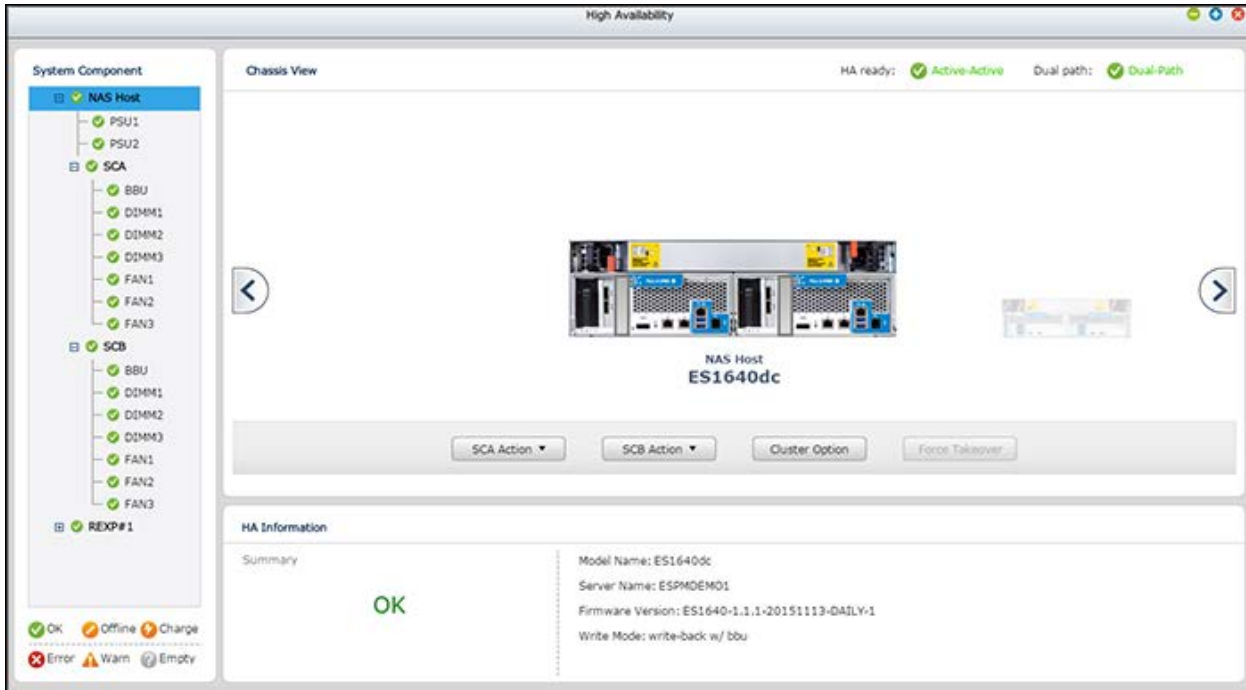 High Availability
System Component
NAS Host
PSU1
PSU2
SCA
BBU
DIMM1
DIMM2
DIMM3
FAN1
FAN2
FAN3
SCB
BBU
DIMM1
DIMM2
DIMM3
FAN1
FAN2
FAN3
REXP#1
OK Offline Charge
Error Warn Empty
Chassis View
HA ready: Active-Active Dual path: Dual-Path
NAS Host
ES1640dc
SCA Action SCB Action Cluster Option Force Takeover
HA Information
Summary
OK
Model Name: ES1640dc
Server Name: ESPMDEMO1
Firmware Version: ES1640-1.1.1-20151113-DAILY-1
Write Mode: write-back w/ bbu